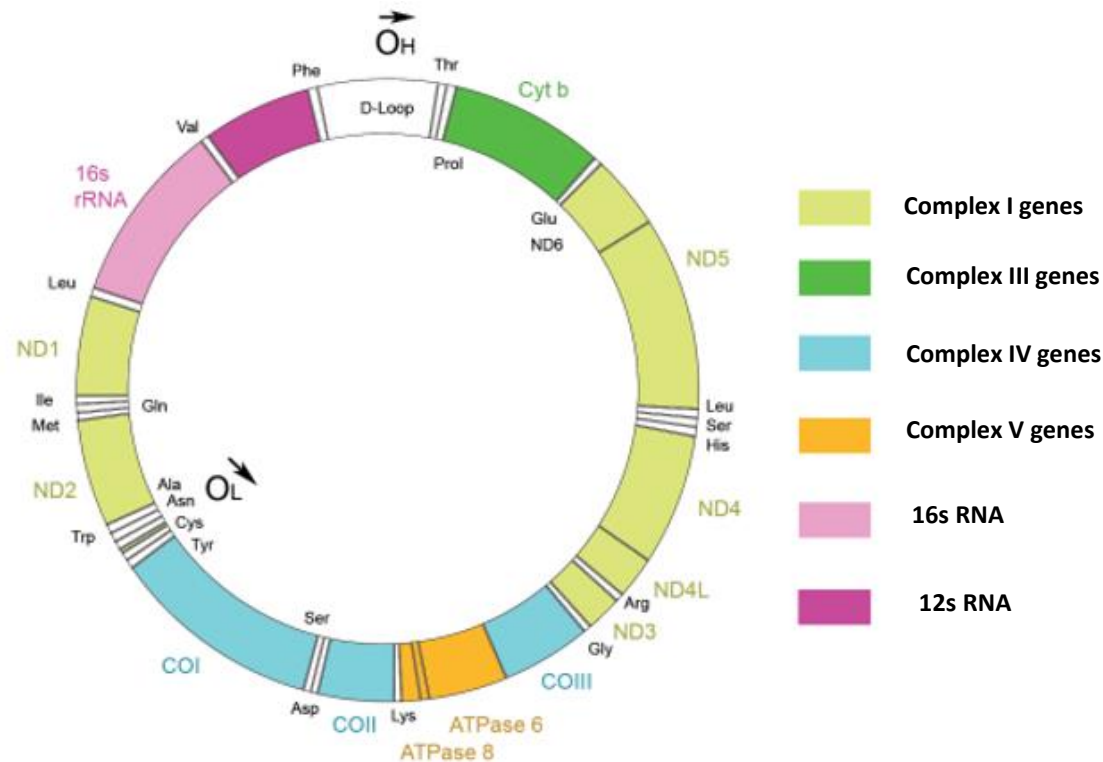 OH
Phe
Thr
Cyt b
D-Loop
Val
Prol
16s
rRNA
Glu
ND6
ND5
Leu
ND1
Ile
Gln
Met
Leu
Ser
His
ND2
OL
Ala
Asn
Cys
Tyr
Trp
ND4
ND4L
Arg
ND3
Gly
Ser
COI
COIII
Asp
COII
Lys
ATPase 6
ATPase 8
Complex I genes
Complex III genes
Complex IV genes
Complex V genes
16s RNA
12s RNA